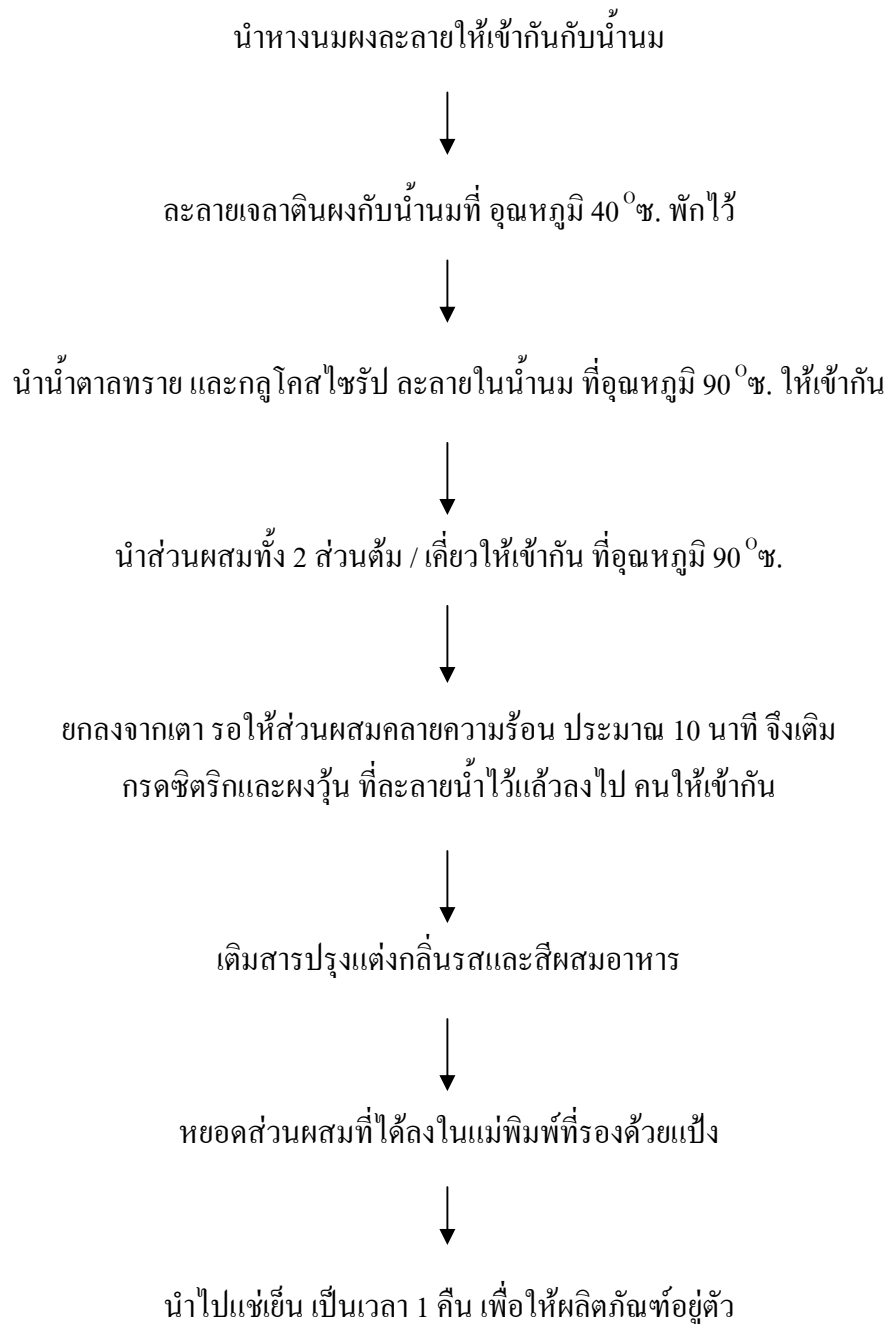 นำหางนมผงละลายให้เข้ากันกับน้ำนม
ละลายเจลาตินผงกับน้ำนมที่ อุณหภูมิ 40 ⁰ซ. พักไว้
นำน้ำตาลทราย และกลูโคสไซรัป ละลายในน้ำนม ที่อุณหภูมิ 90 ⁰ซ. ให้เข้ากัน
นำส่วนผสมทั้ง 2 ส่วนต้ม / เคี่ยวให้เข้ากัน ที่อุณหภูมิ 90 ⁰ซ.
ยกลงจากเตา รอให้ส่วนผสมคลายความร้อน ประมาณ 10 นาที จึงเติม
กรดซิตริกและผงวุ้น ที่ละลายน้ำไว้แล้วลงไป คนให้เข้ากัน
เติมสารปรุงแต่งกลิ่นรสและสีผสมอาหาร
หยอดส่วนผสมที่ได้ลงในแม่พิมพ์ที่รองด้วยแป้ง
นำไปแช่เย็น เป็นเวลา 1 คืน เพื่อให้ผลิตภัณฑ์อยู่ตัว